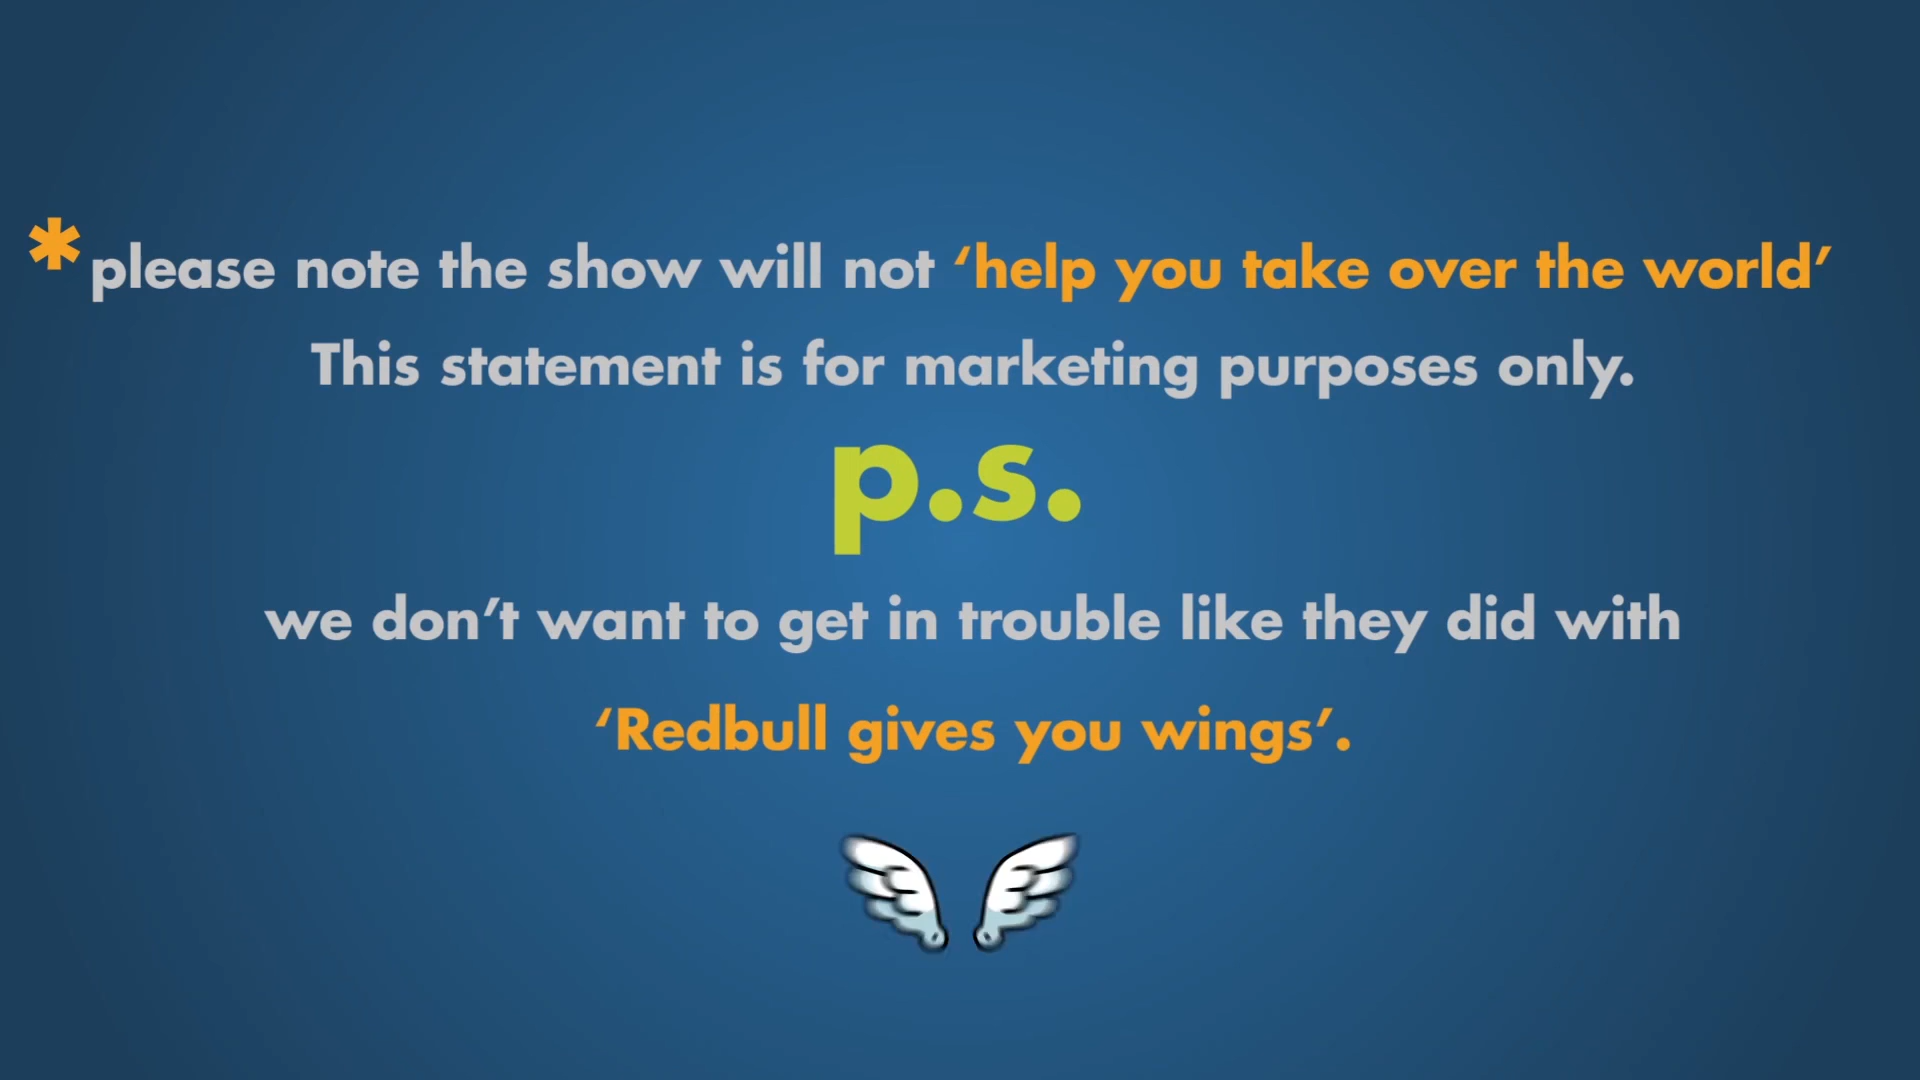 *please note the show will not ‘help you take over the world’
This statement is for marketing purposes only.
p.s.
we don’t want to get in trouble like they did with
‘Redbull gives you wings’.